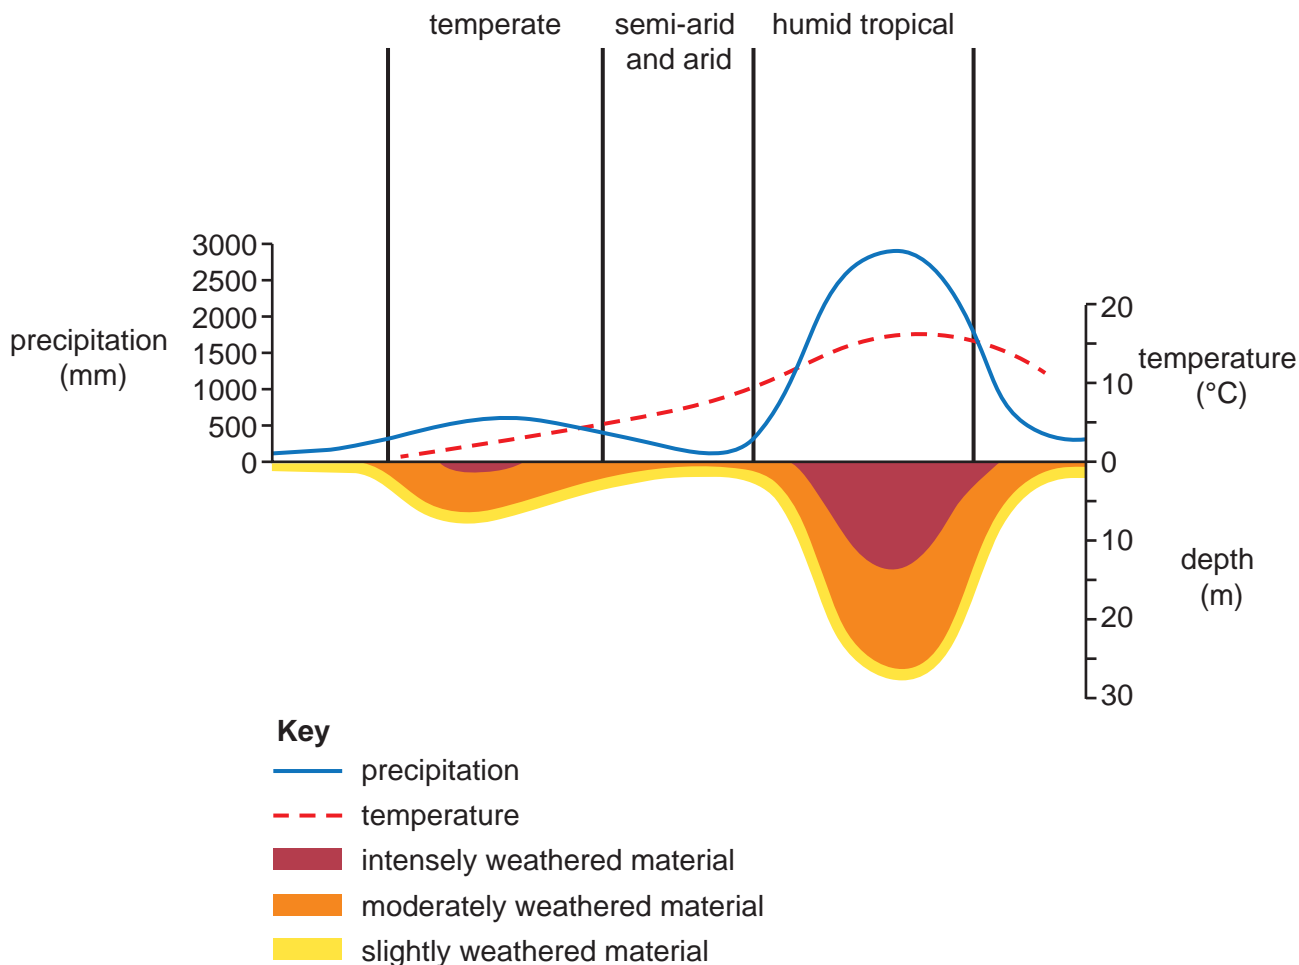 temperate
semi-arid
and arid
humid tropical
3000
2500
2000
1500
1000
500
0
precipitation
(mm)
20
10
0
temperature
(°C)
10
20
30
depth
(m)
Key
precipitation
temperature
intensely weathered material
moderately weathered material
slightly weathered material